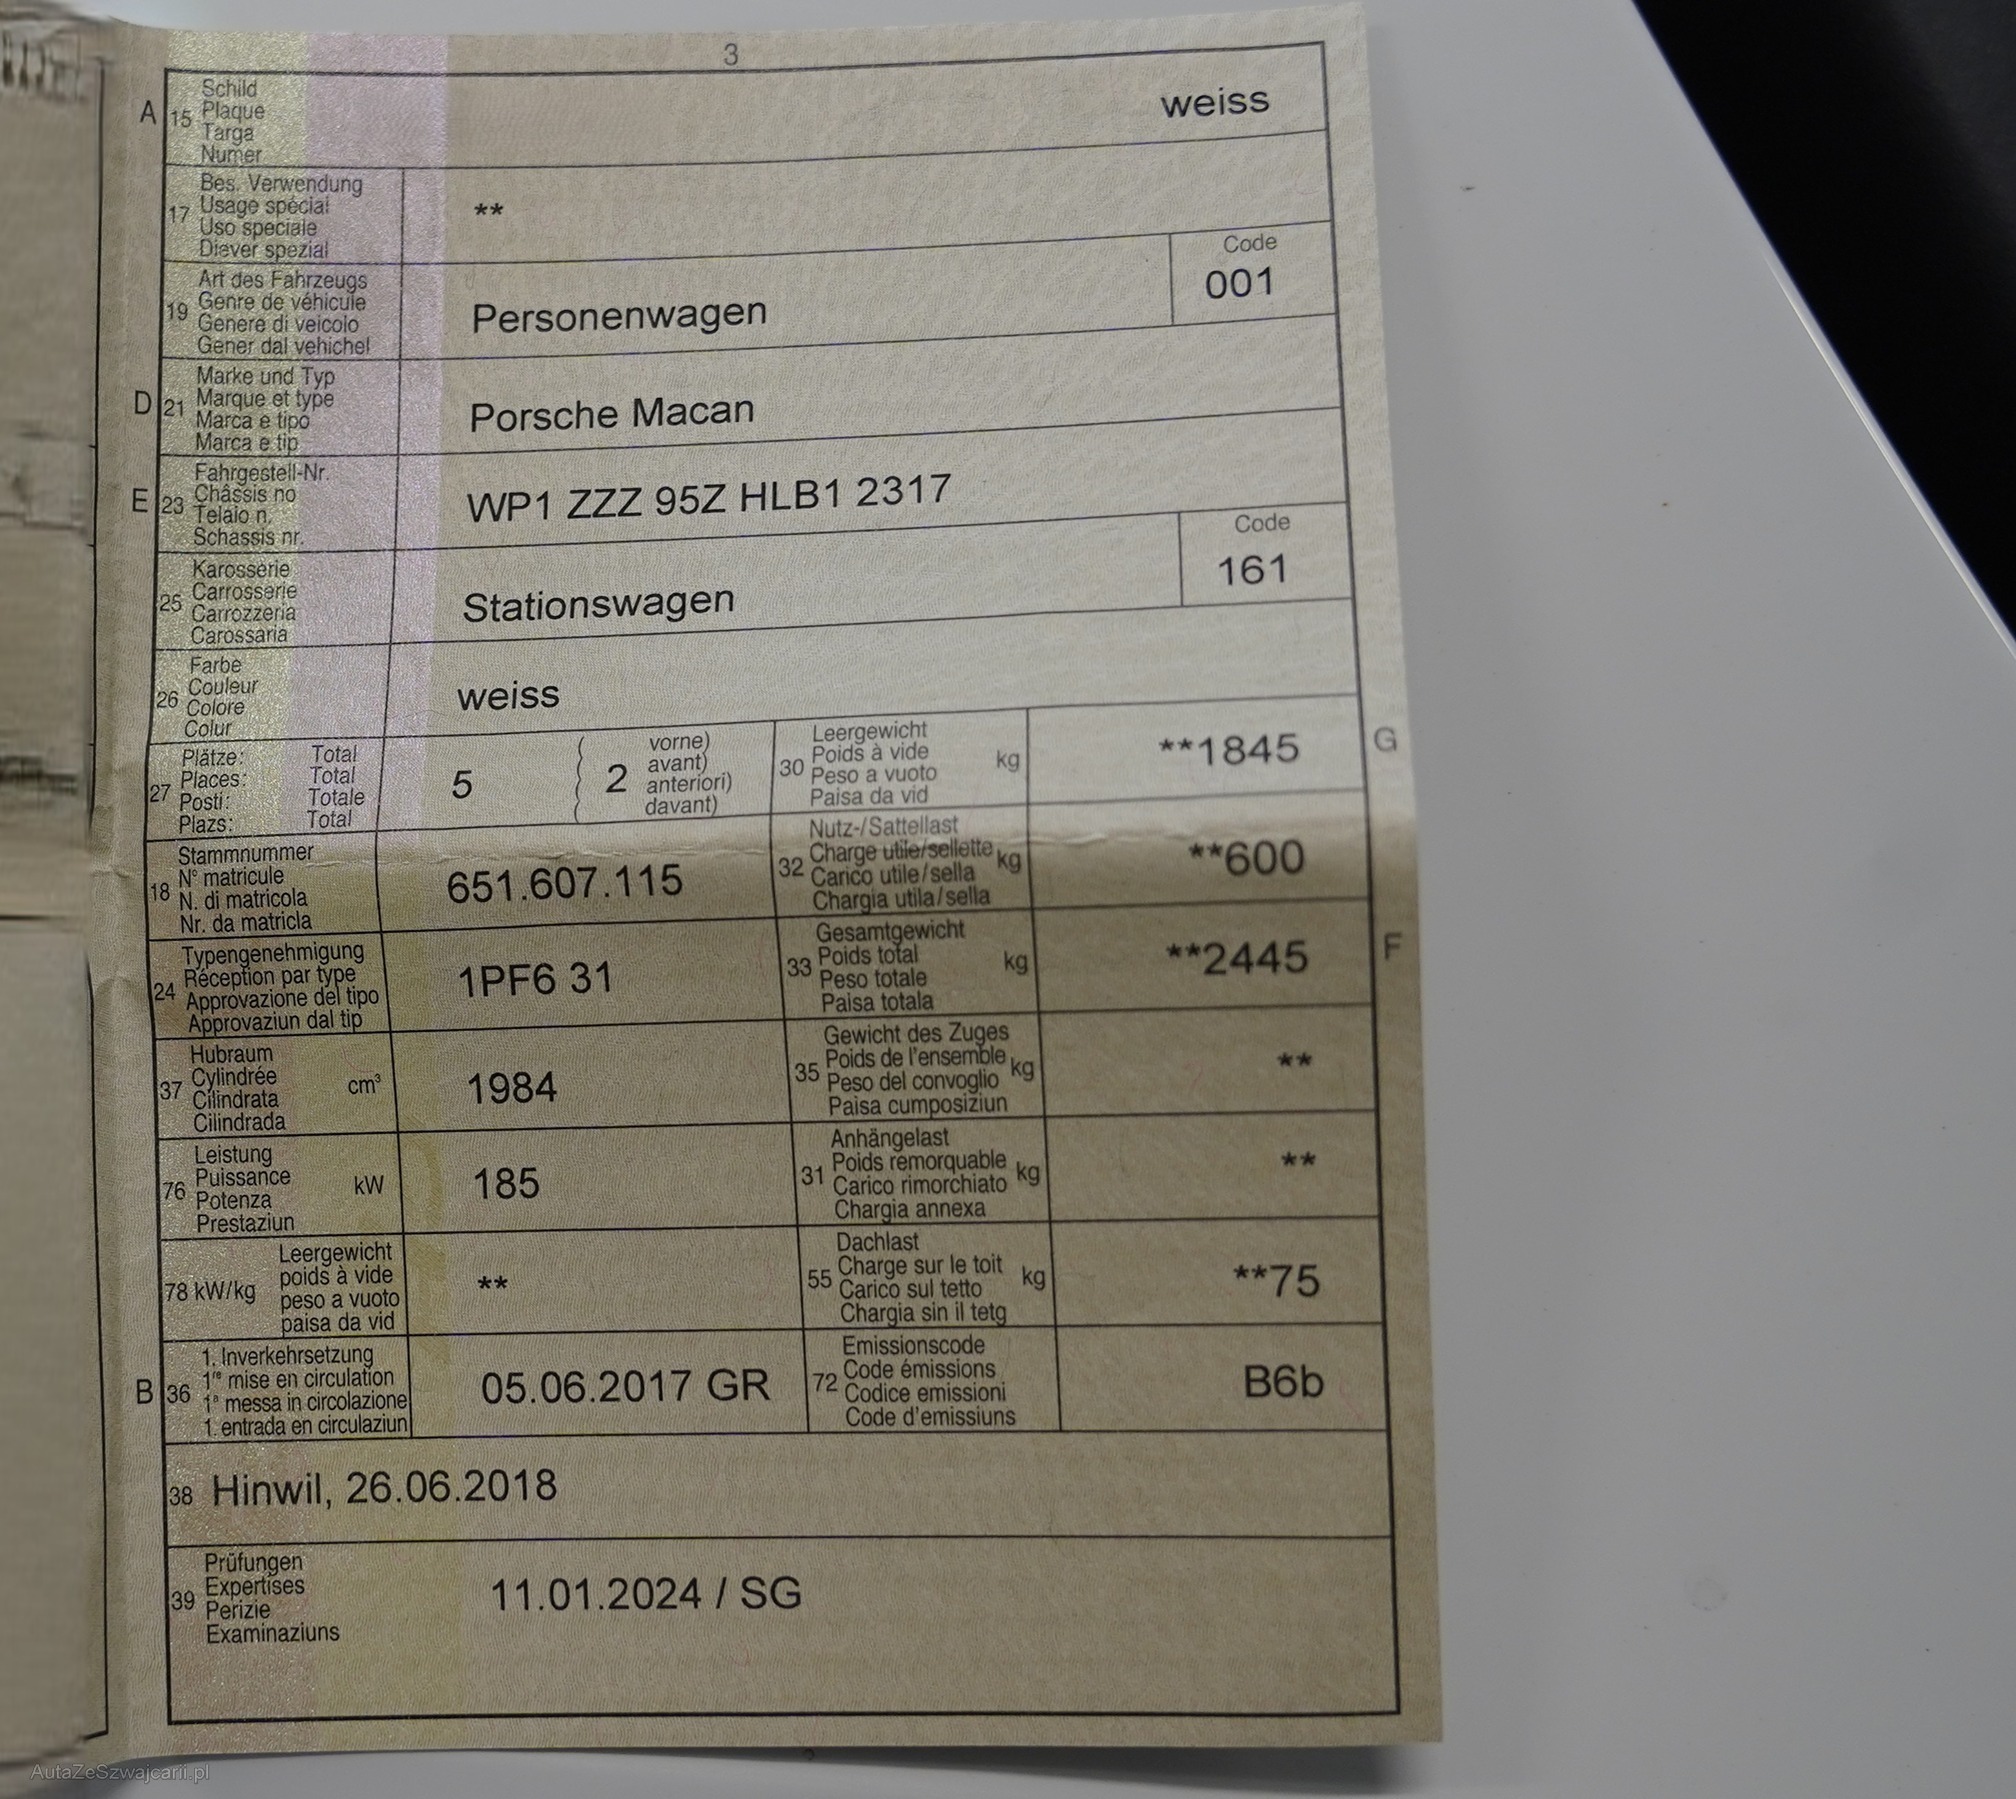 3
A 15 Schild
Plaque
Targa
Numer
weiss
17 Bes. Verwendung
Usage spécial
Uso speciale
Diever spezial
**
19 Art des Fahrzeugs
Genre de véhicule
Genere di veicolo
Gener dal vehichel
Personenwagen
Code
001
D 21 Marke und Typ
Marque et type
Marca e tipo
Marca e tip
Porsche Macan
E 23 Fahrgestell-Nr.
Châssis no
Telaio n.
Schassis nr.
WP1 ZZZ 95Z HLB1 2317
25 Karosserie
Carrosserie
Carrozzeria
Carossaria
Stationswagen
Code
161
26 Farbe
Couleur
Colore
Colur
weiss
27 Plätze: Total
Places: Total
Posti: Totale
Plazs: Total
5
2
vorne)
avant)
anteriori)
davant)
30 Leergewicht
Poids à vide
Peso a vuoto
Paisa da vid
kg
**1845
G
18 Stammnummer
N° matricule
N. di matricola
Nr. da matricla
651.607.115
32 Nutz-/Sattellast
Charge utile/sellette
Carico utile/sella
Chargia utila/sella
kg
**600
24 Typengenehmigung
Réception par type
Approvazione del tipo
Approvaziun dal tip
1PF6 31
33 Gesamtgewicht
Poids total
Peso totale
Paisa totala
kg
**2445
F
37 Hubraum
Cylindrée
Cilindrata
Cilindrada
cm³
1984
35 Gewicht des Zuges
Poids de l'ensemble
Peso del convoglio
Paisa cumposiziun
kg
**
76 Leistung
Puissance
Potenza
Prestaziun
kW
185
31 Anhängelast
Poids remorquable
Carico rimorchiato
Chargia annexa
kg
**
78 kW/kg
Leergewicht
poids à vide
peso a vuoto
paisa da vid
**
55 Dachlast
Charge sur le toit
Carico sul tetto
Chargia sin il tetg
kg
**75
B 36 1. Inverkehrsetzung
1re mise en circulation
1a messa in circolazione
1. entrada en circulaziun
05.06.2017 GR
72 Emissionscode
Code émissions
Codice emissioni
Code d'emissiuns
B6b
38 Hinwil, 26.06.2018
39 Prüfungen
Expertises
Perizie
Examinaziuns
11.01.2024 / SG
AutaZeSzwajcarii.pl